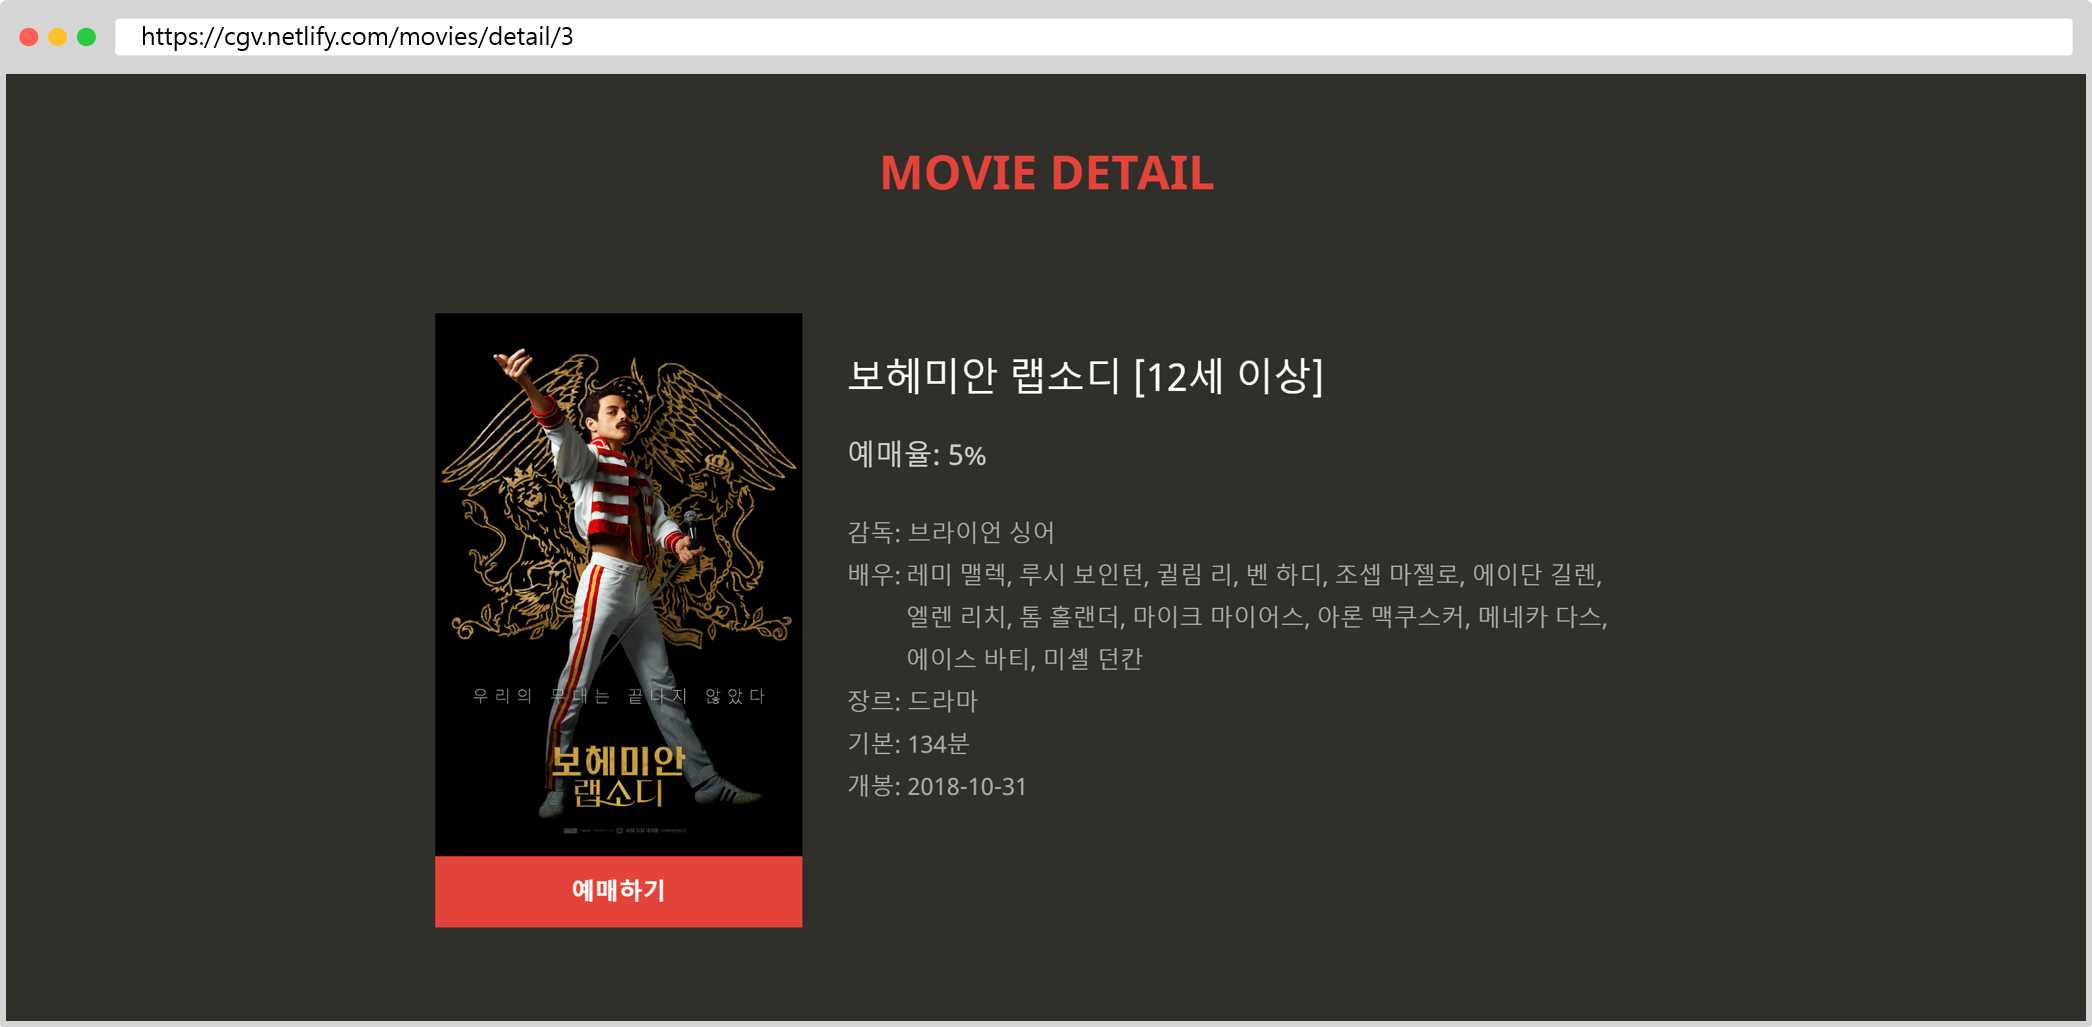 https://cgv.netlify.com/movies/detail/3
MOVIE DETAIL
보헤미안 랩소디 [12세 이상]
예매율: 5%
감독: 브라이언 싱어
배우: 레미 맬렉, 루시 보인턴, 귈림 리, 벤 하디, 조셉 마젤로, 에이단 길렌,
엘렌 리치, 톰 홀랜더, 마이크 마이어스, 아론 맥쿠스커, 메네카 다스,
에이스 바티, 미셸 던칸
장르: 드라마
기본: 134분
개봉: 2018-10-31
우리의 무대는 끝나지 않았다
보헤미안
랩소디
예매하기